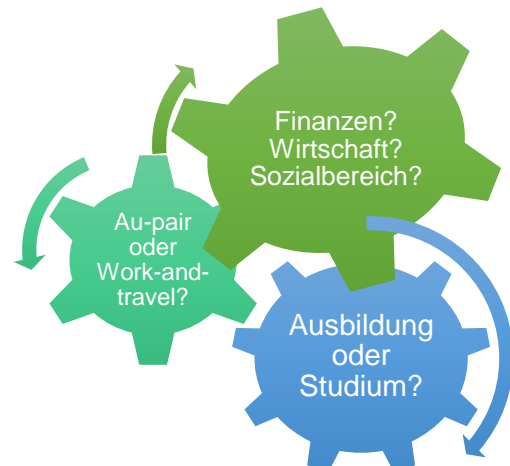 Finanzen?
Wirtschaft?
Sozialbereich?
Au-pair
oder
Work-and-
travel?
Ausbildung
oder
Studium?